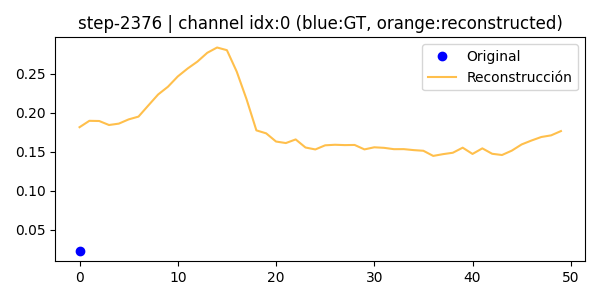 step-2376 | channel idx:0 (blue:GT, orange:reconstructed)
Original
Reconstrucción
0.25
0.20
0.15
0.10
0.05
0 10 20 30 40 50